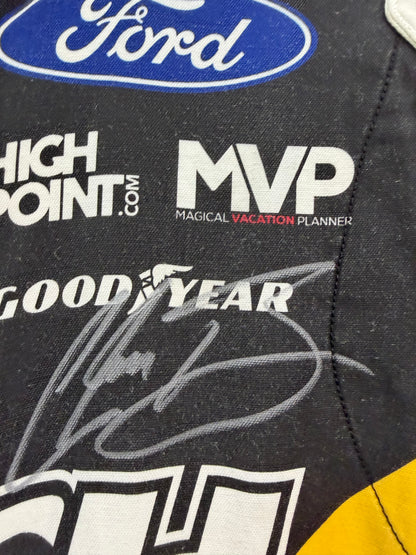 Ford
HIGH
POINT.COM
MVP
MAGICAL VACATION PLANNER
GOODYEAR